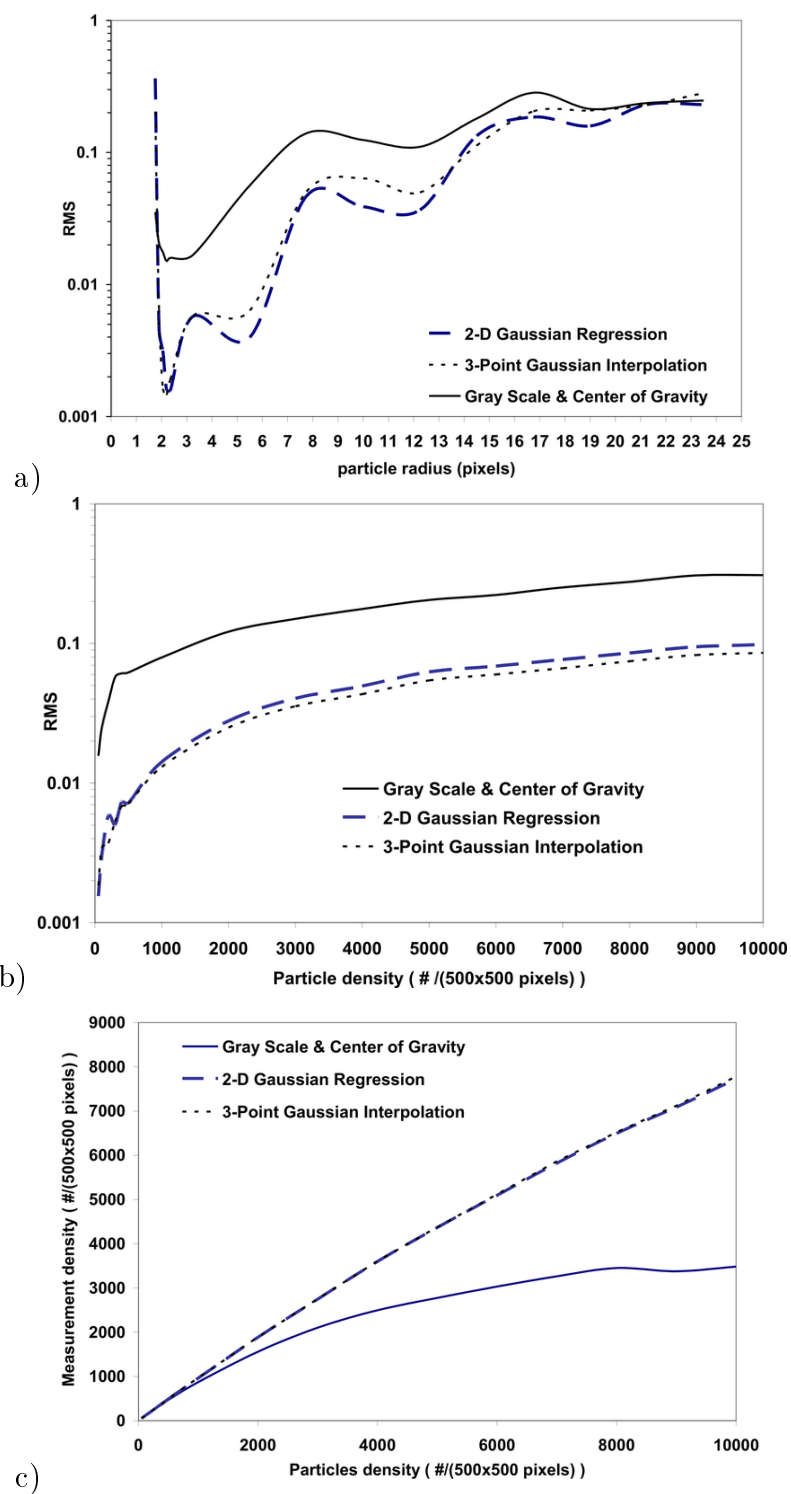 1
0.1
RMS
0.01
0.001
2-D Gaussian Regression
3-Point Gaussian Interpolation
Gray Scale & Center of Gravity
0 1 2 3 4 5 6 7 8 9 10 11 12 13 14 15 16 17 18 19 20 21 22 23 24 25
particle radius (pixels)
a)
1
0.1
RMS
0.01
0.001
Gray Scale & Center of Gravity
2-D Gaussian Regression
3-Point Gaussian Interpolation
0 1000 2000 3000 4000 5000 6000 7000 8000 9000 10000
Particle density ( # /(500x500 pixels) )
b)
9000
8000
7000
6000
5000
4000
3000
2000
1000
0
Measurement density ( #/(500x500 pixels) )
Gray Scale & Center of Gravity
2-D Gaussian Regression
3-Point Gaussian Interpolation
0 2000 4000 6000 8000 10000
Particles density ( #/(500x500 pixels) )
c)